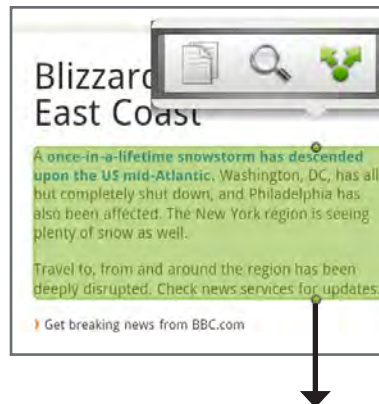 Blizzard
East Coast
A once-in-a-lifetime snowstorm has descended
upon the US mid-Atlantic. Washington, DC, has all
but completely shut down, and Philadelphia has
also been affected. The New York region is seeing
plenty of snow as well.
Travel to, from and around the region has been
deeply disrupted. Check news services for updates.
Get breaking news from BBC.com